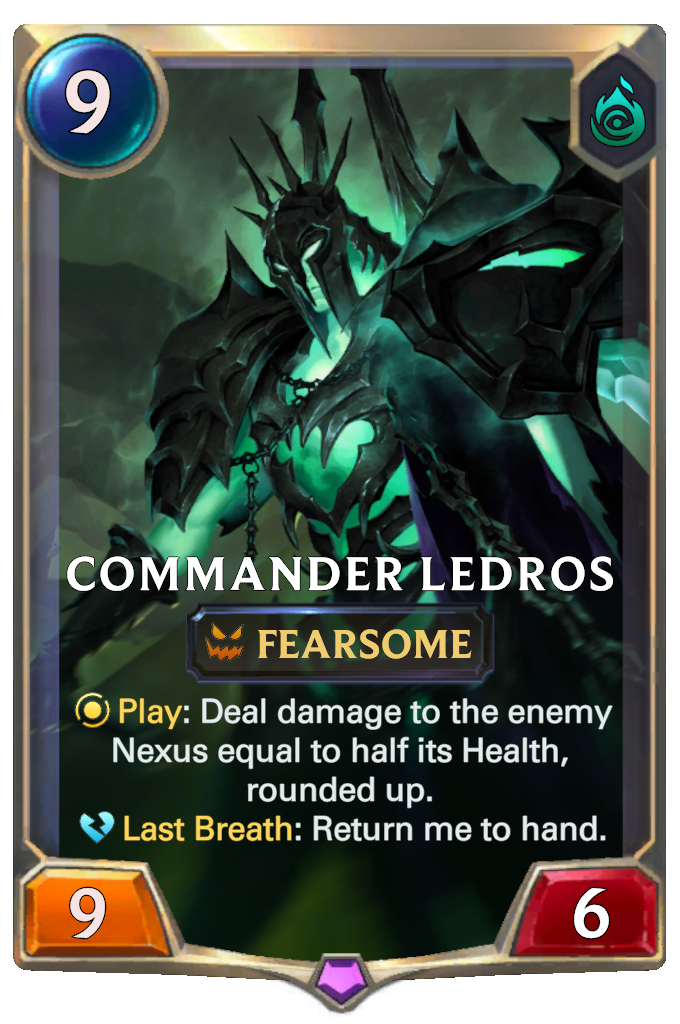 9
COMMANDER LEDROS
FEARSOME
Play: Deal damage to the enemy
Nexus equal to half its Health,
rounded up.
Last Breath: Return me to hand.
9
6